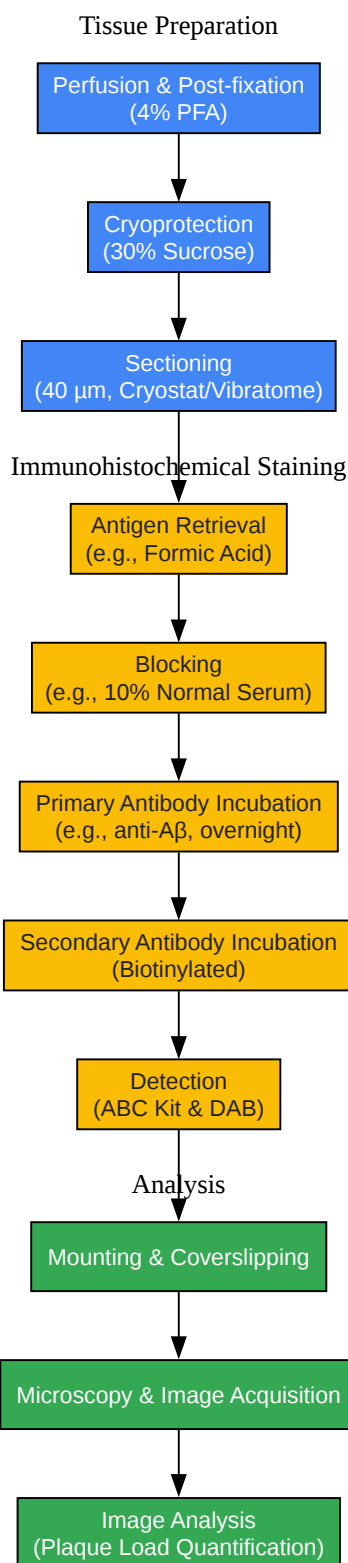 Tissue Preparation
Perfusion & Post-fixation
(4% PFA)
Cryoprotection
(30% Sucrose)
Sectioning
(40 µm, Cryostat/Vibratome)
Immunohistochemical Staining
Antigen Retrieval
(e.g., Formic Acid)
Blocking
(e.g., 10% Normal Serum)
Primary Antibody Incubation
(e.g., anti-Aβ, overnight)
Secondary Antibody Incubation
(Biotinylated)
Detection
(ABC Kit & DAB)
Analysis
Mounting & Coverslipping
Microscopy & Image Acquisition
Image Analysis
(Plaque Load Quantification)